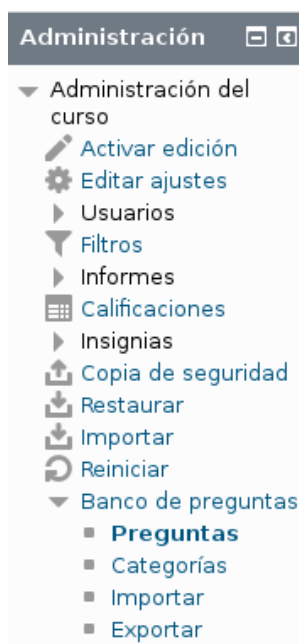 Administración
Administración del
curso
Activar edición
Editar ajustes
Usuarios
Filtros
Informes
Calificaciones
Insignias
Copia de seguridad
Restaurar
Importar
Reiniciar
Banco de preguntas
Preguntas
Categorías
Importar
Exportar